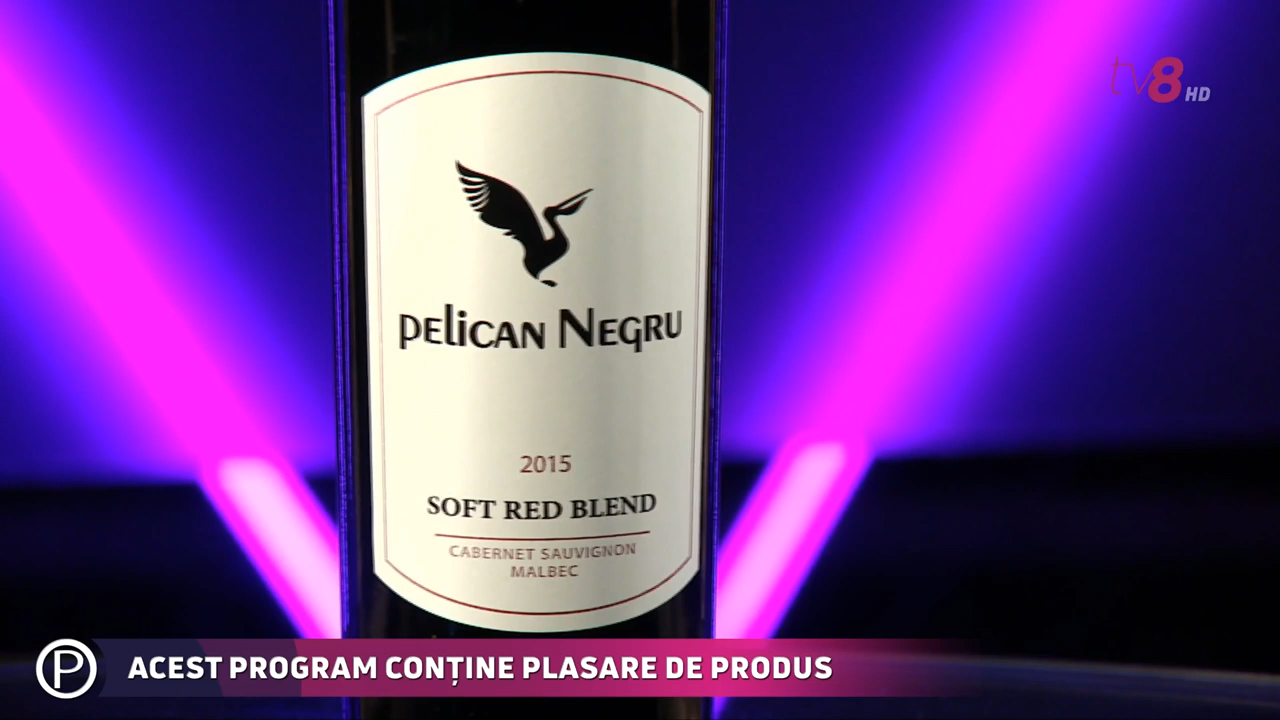 tv8 HD
pelican Negru
2015
SOFT RED BLEND
CABERNET SAUVIGNON
MALBEC
P ACEST PROGRAM CONȚINE PLASARE DE PRODUS